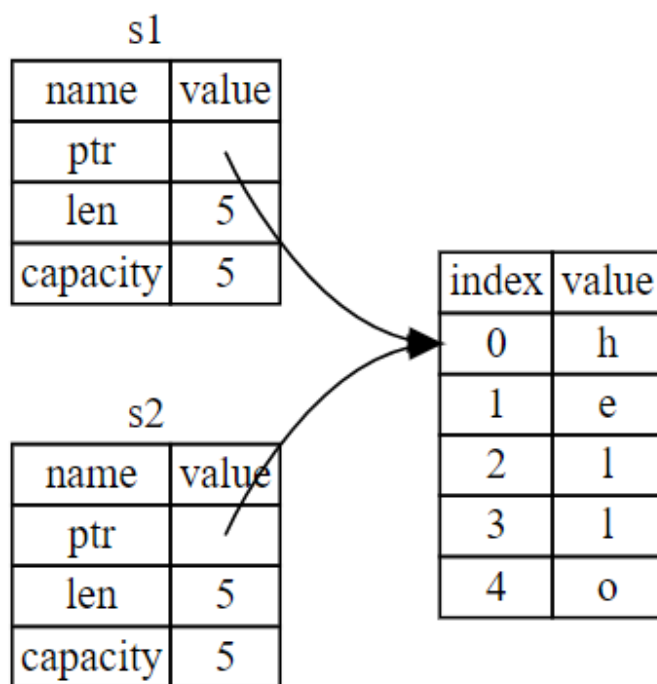 s1
name value
ptr
len 5
capacity 5
s2
name value
ptr
len 5
capacity 5
index value
0 h
1 e
2 l
3 l
4 o